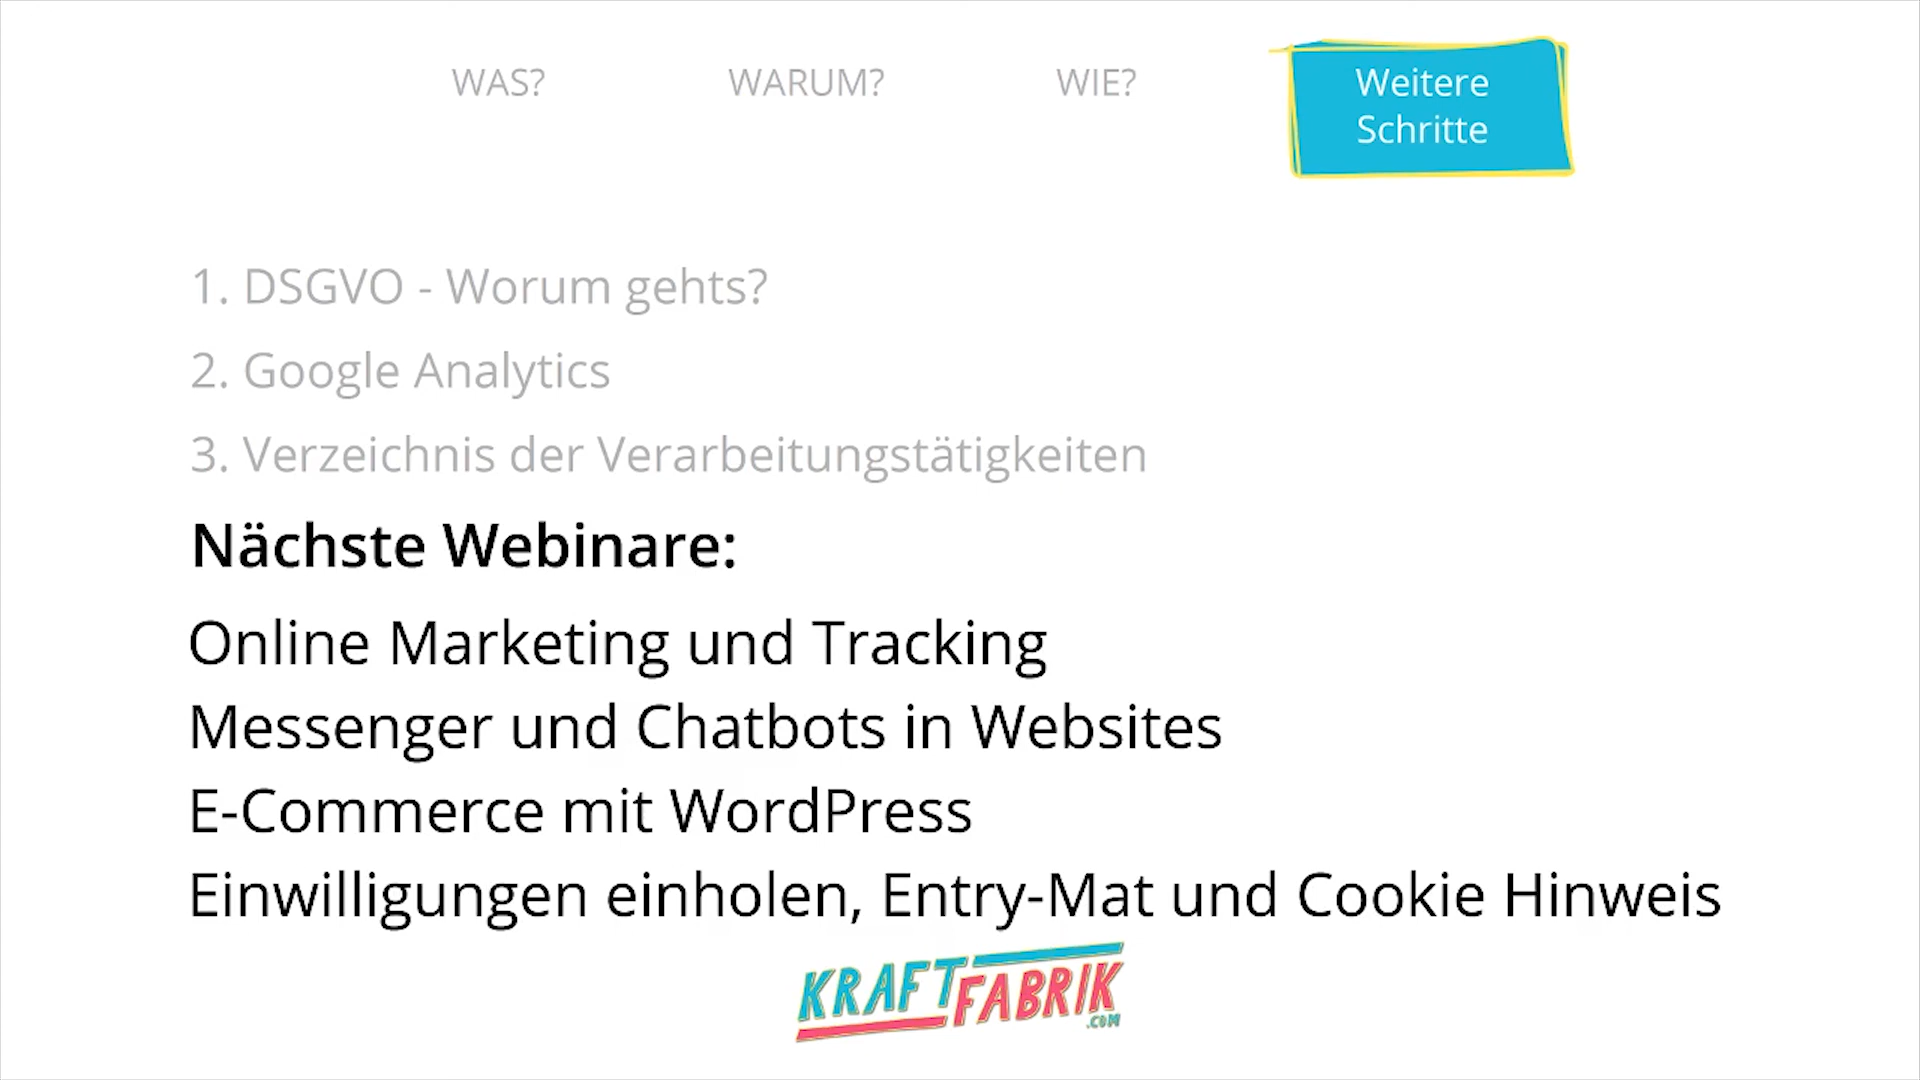 WAS?
WARUM?
WIE?
Weitere
Schritte
1. DSGVO - Worum gehts?
2. Google Analytics
3. Verzeichnis der Verarbeitungstätigkeiten
Nächste Webinare:
Online Marketing und Tracking
Messenger und Chatbots in Websites
E-Commerce mit WordPress
Einwilligungen einholen, Entry-Mat und Cookie Hinweis
KRAFTFABRIK
.COM